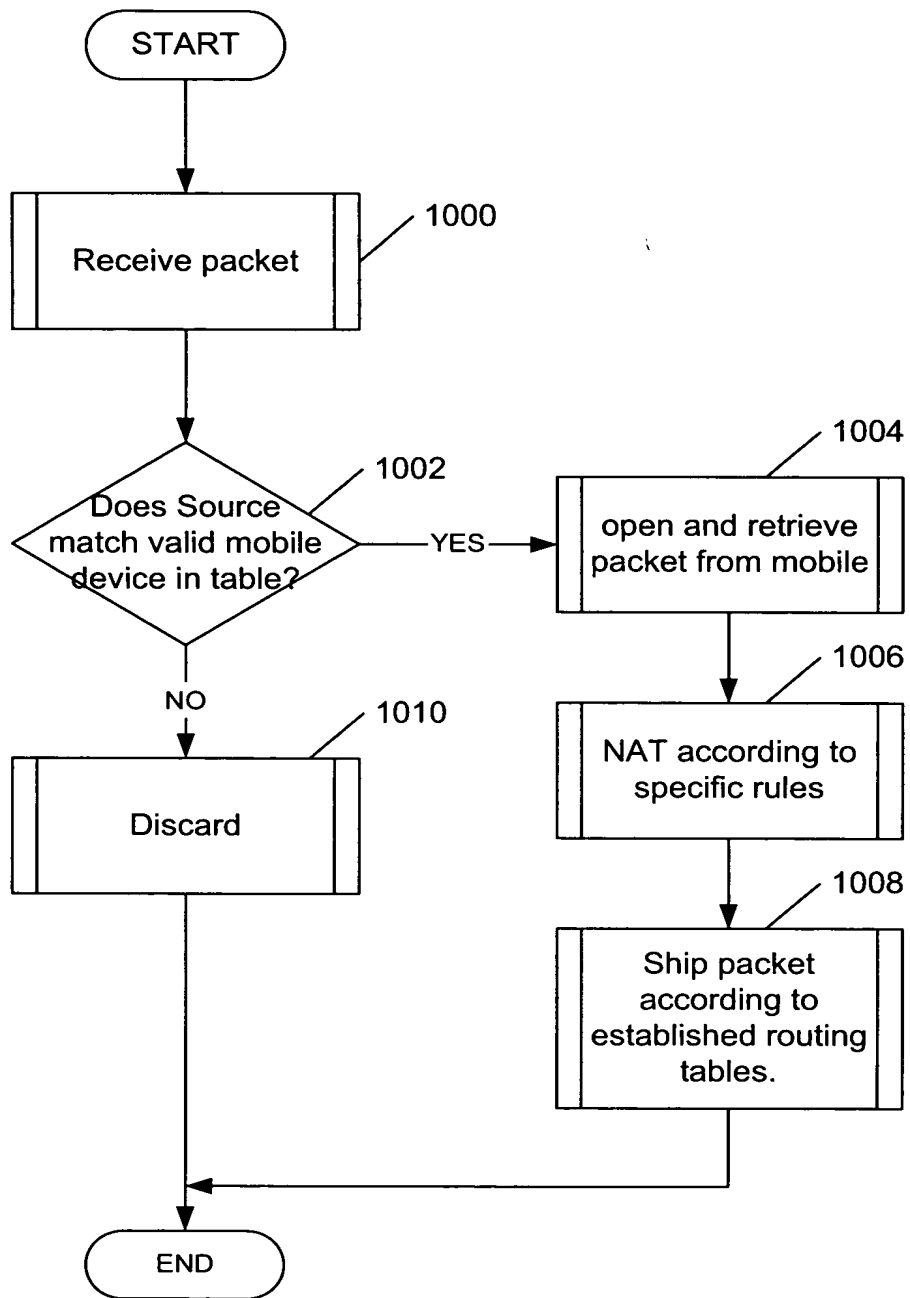 START
1000
Receive packet
1002
Does Source
match valid mobile
device in table?
YES
1004
open and retrieve
packet from mobile
1006
NAT according to
specific rules
NO
1010
Discard
1008
Ship packet
according to
established routing
tables.
END